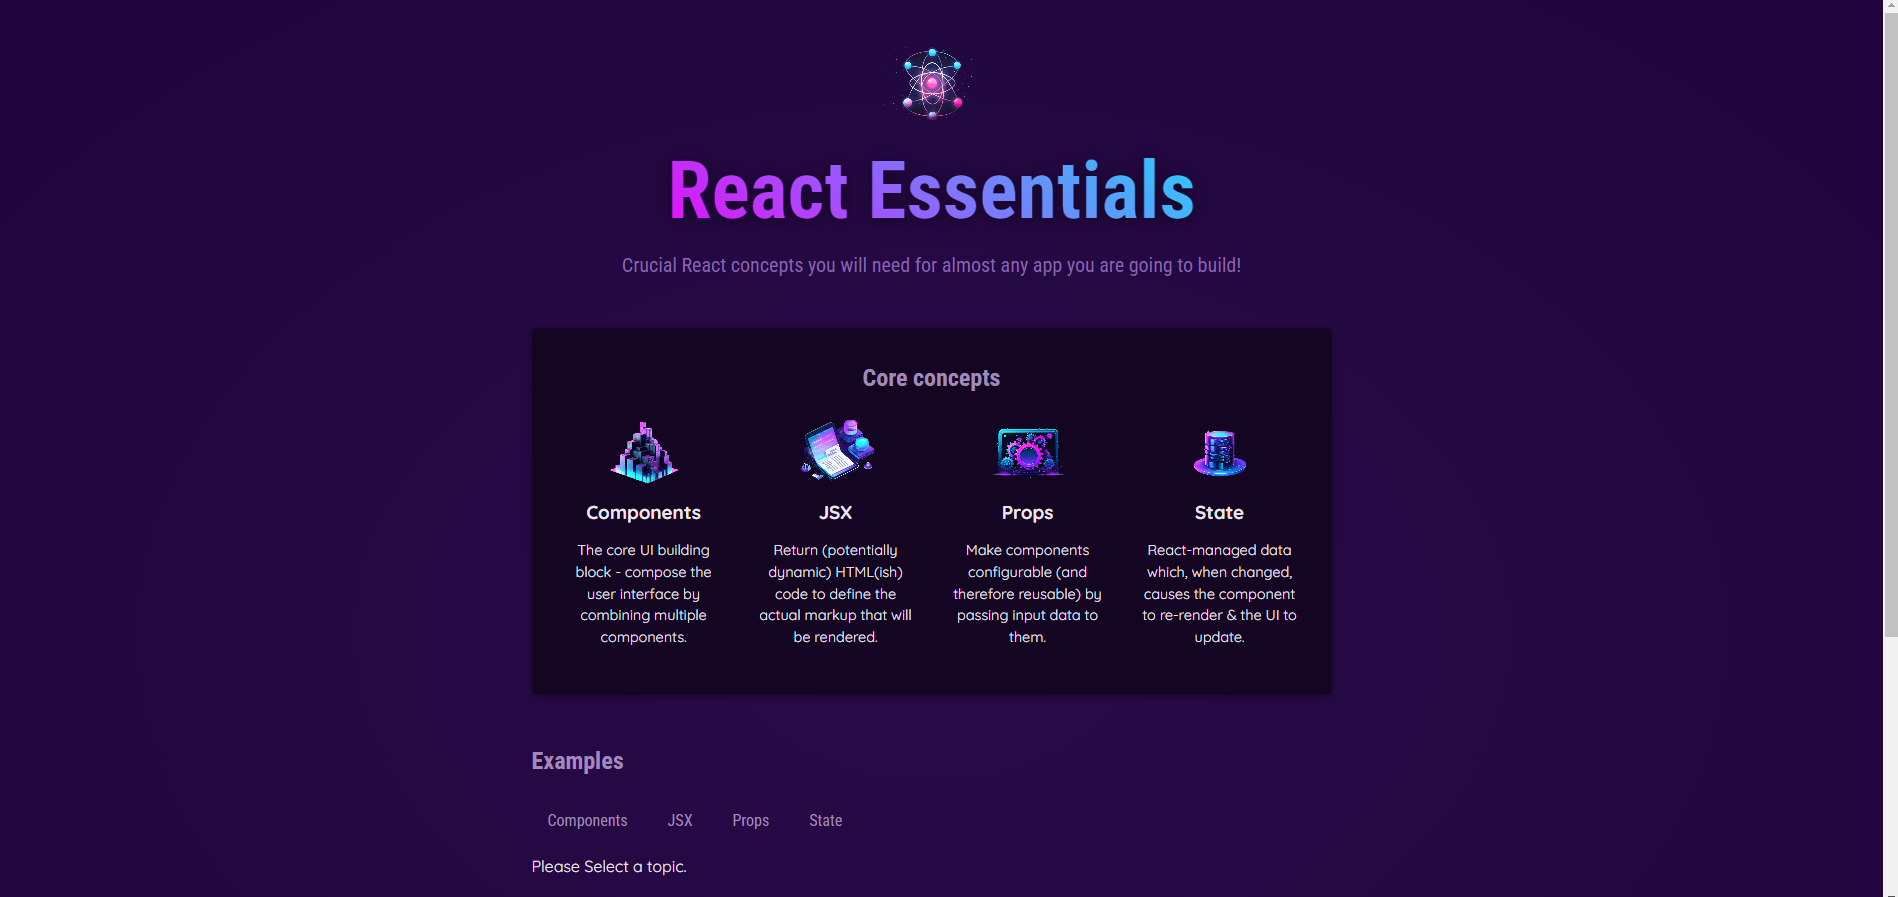 React Essentials
Crucial React concepts you will need for almost any app you are going to build!
Core concepts
Components
The core UI building
block - compose the
user interface by
combining multiple
components.
JSX
Return (potentially
dynamic) HTML(ish)
code to define the
actual markup that will
be rendered.
Props
Make components
configurable (and
therefore reusable) by
passing input data to
them.
State
React-managed data
which, when changed,
causes the component
to re-render & the UI to
update.
Examples
Components JSX Props State
Please Select a topic.